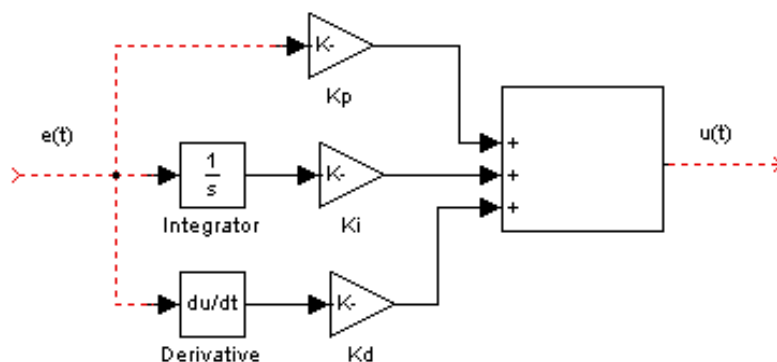 K-
Kp
e(t)
u(t)
+
1
s
K-
+
Integrator
Ki
+
du/dt
K-
Derivative
Kd